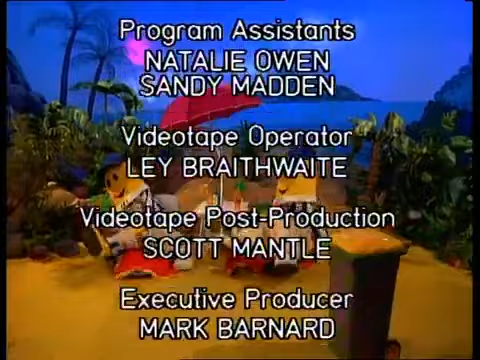 Program Assistants
NATALIE OWEN
SANDY MADDEN
Videotape Operator
LEY BRAITHWAITE
Videotape Post-Production
SCOTT MANTLE
Executive Producer
MARK BARNARD